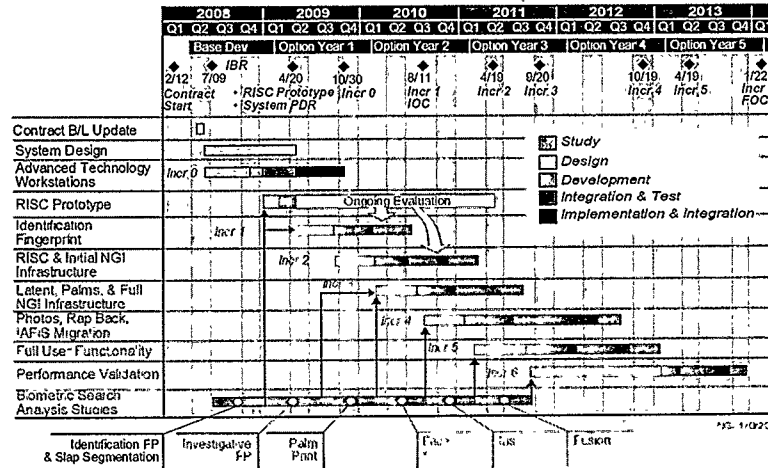 2008 2009 2010 2011 2012 2013
Q1 Q2 Q3 Q4 Q1 Q2 Q3 Q4 Q1 Q2 Q3 Q4 Q1 Q2 Q3 Q4 Q1 Q2 Q3 Q4 Q1 Q2 Q3 Q4 Q1
Base Dev Option Year 1 Option Year 2 Option Year 3 Option Year 4 Option Year 5
IBR
2/12 7/09 4/20 10/30 8/11 4/19 9/20 10/19 4/19 1/22
Contract Start
• RISC Prototype
• System PDR
Incr 0
Incr 1 IOC
Incr 2
Incr 3
Incr 4
Incr 5
Incr
FOC
Contract B/L Update
System Design
Advanced Technology Workstations
Incr 0
RISC Prototype
Ongoing Evaluation
Identification Fingerprint
Incr 1
RISC & Initial NGI Infrastructure
Incr 2
Latent, Palms, & Full NGI Infrastructure
Photos, Rap Back, IAFIS Migration
Incr 4
Full User Functionality
Incr 5
Performance Validation
Incr 6
Biometric Search Analysis Studies
Study
Design
Development
Integration & Test
Implementation & Integration
Identification FP & Slap Segmentation
Investigative FP
Palm Print
Fusion